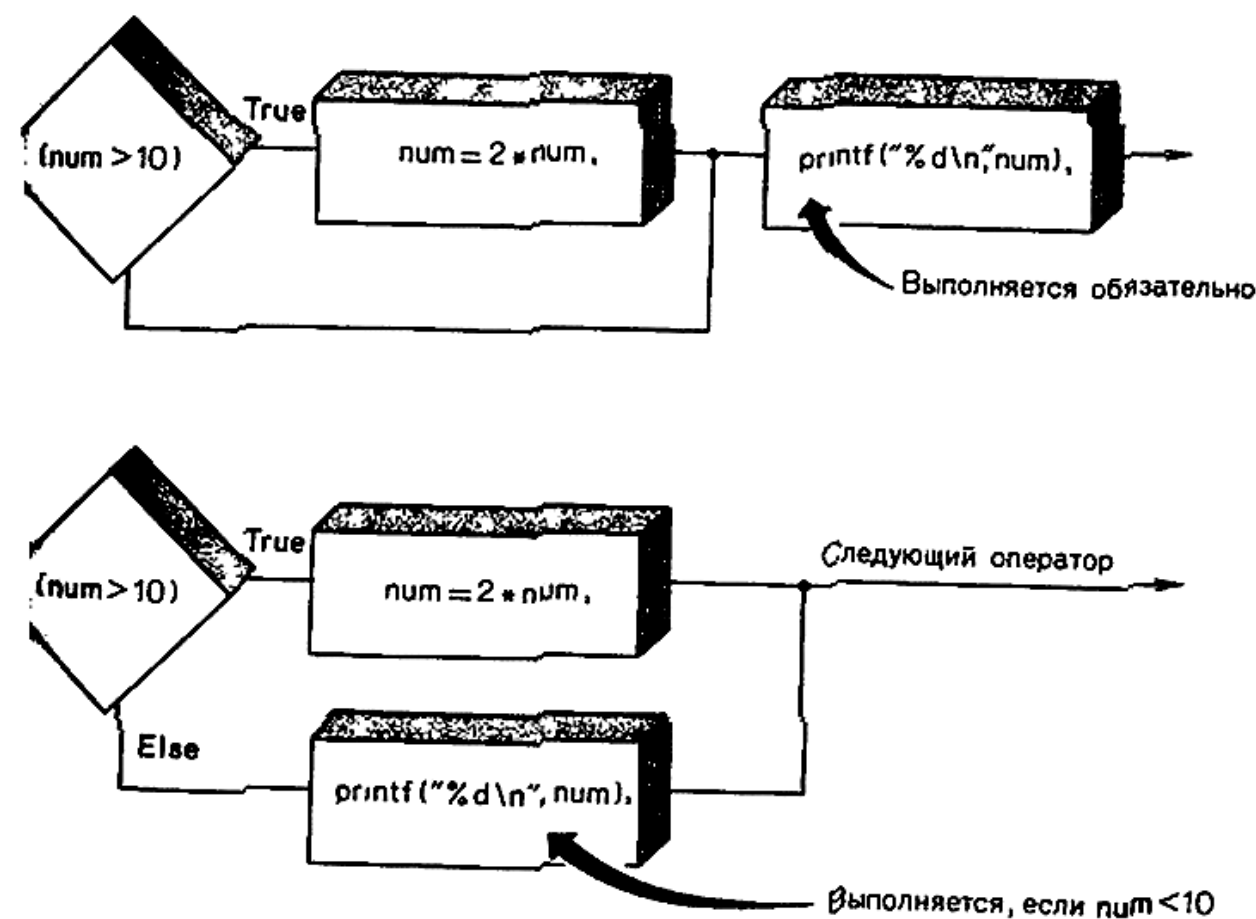 True
(num > 10)
num = 2 * num,
printf("% d\n," num),
Выполняется обязательно
True
Следующий оператор
(num > 10)
num = 2 * num,
Else
printf("% d\n", num),
Выполняется, если num < 10